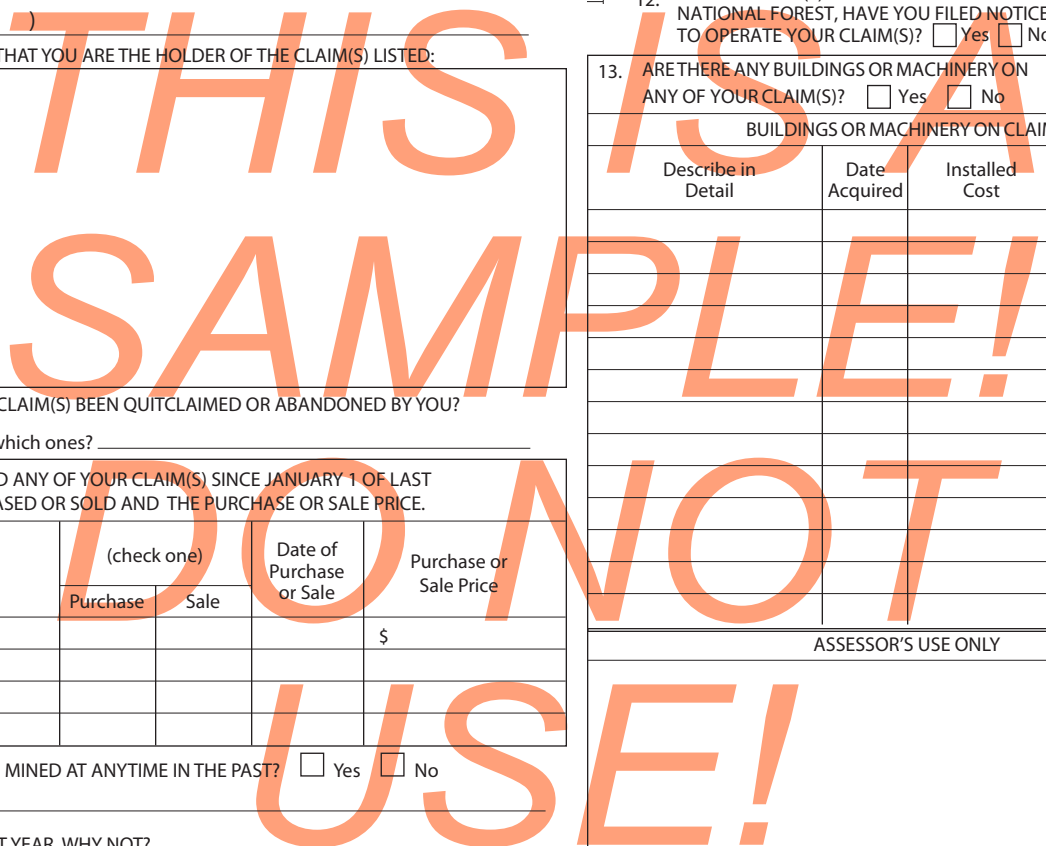 )
THAT YOU ARE THE HOLDER OF THE CLAIM(S) LISTED:
CLAIM(S) BEEN QUITCLAIMED OR ABANDONED BY YOU?
which ones?
D ANY OF YOUR CLAIM(S) SINCE JANUARY 1 OF LAST
ASED OR SOLD AND THE PURCHASE OR SALE PRICE.
(check one)
Purchase
Sale
Date of
Purchase
or Sale
Purchase or
Sale Price
$
MINED AT ANYTIME IN THE PAST? Yes No
T YEAR, WHY NOT?
12.
NATIONAL FOREST, HAVE YOU FILED NOTICE
TO OPERATE YOUR CLAIM(S)? Yes No
13. ARE THERE ANY BUILDINGS OR MACHINERY ON
ANY OF YOUR CLAIM(S)? Yes No
BUILDINGS OR MACHINERY ON CLAIM
Describe in
Detail
Date
Acquired
Installed
Cost
ASSESSOR'S USE ONLY
THIS IS A
SAMPLE!
DO NOT
USE!